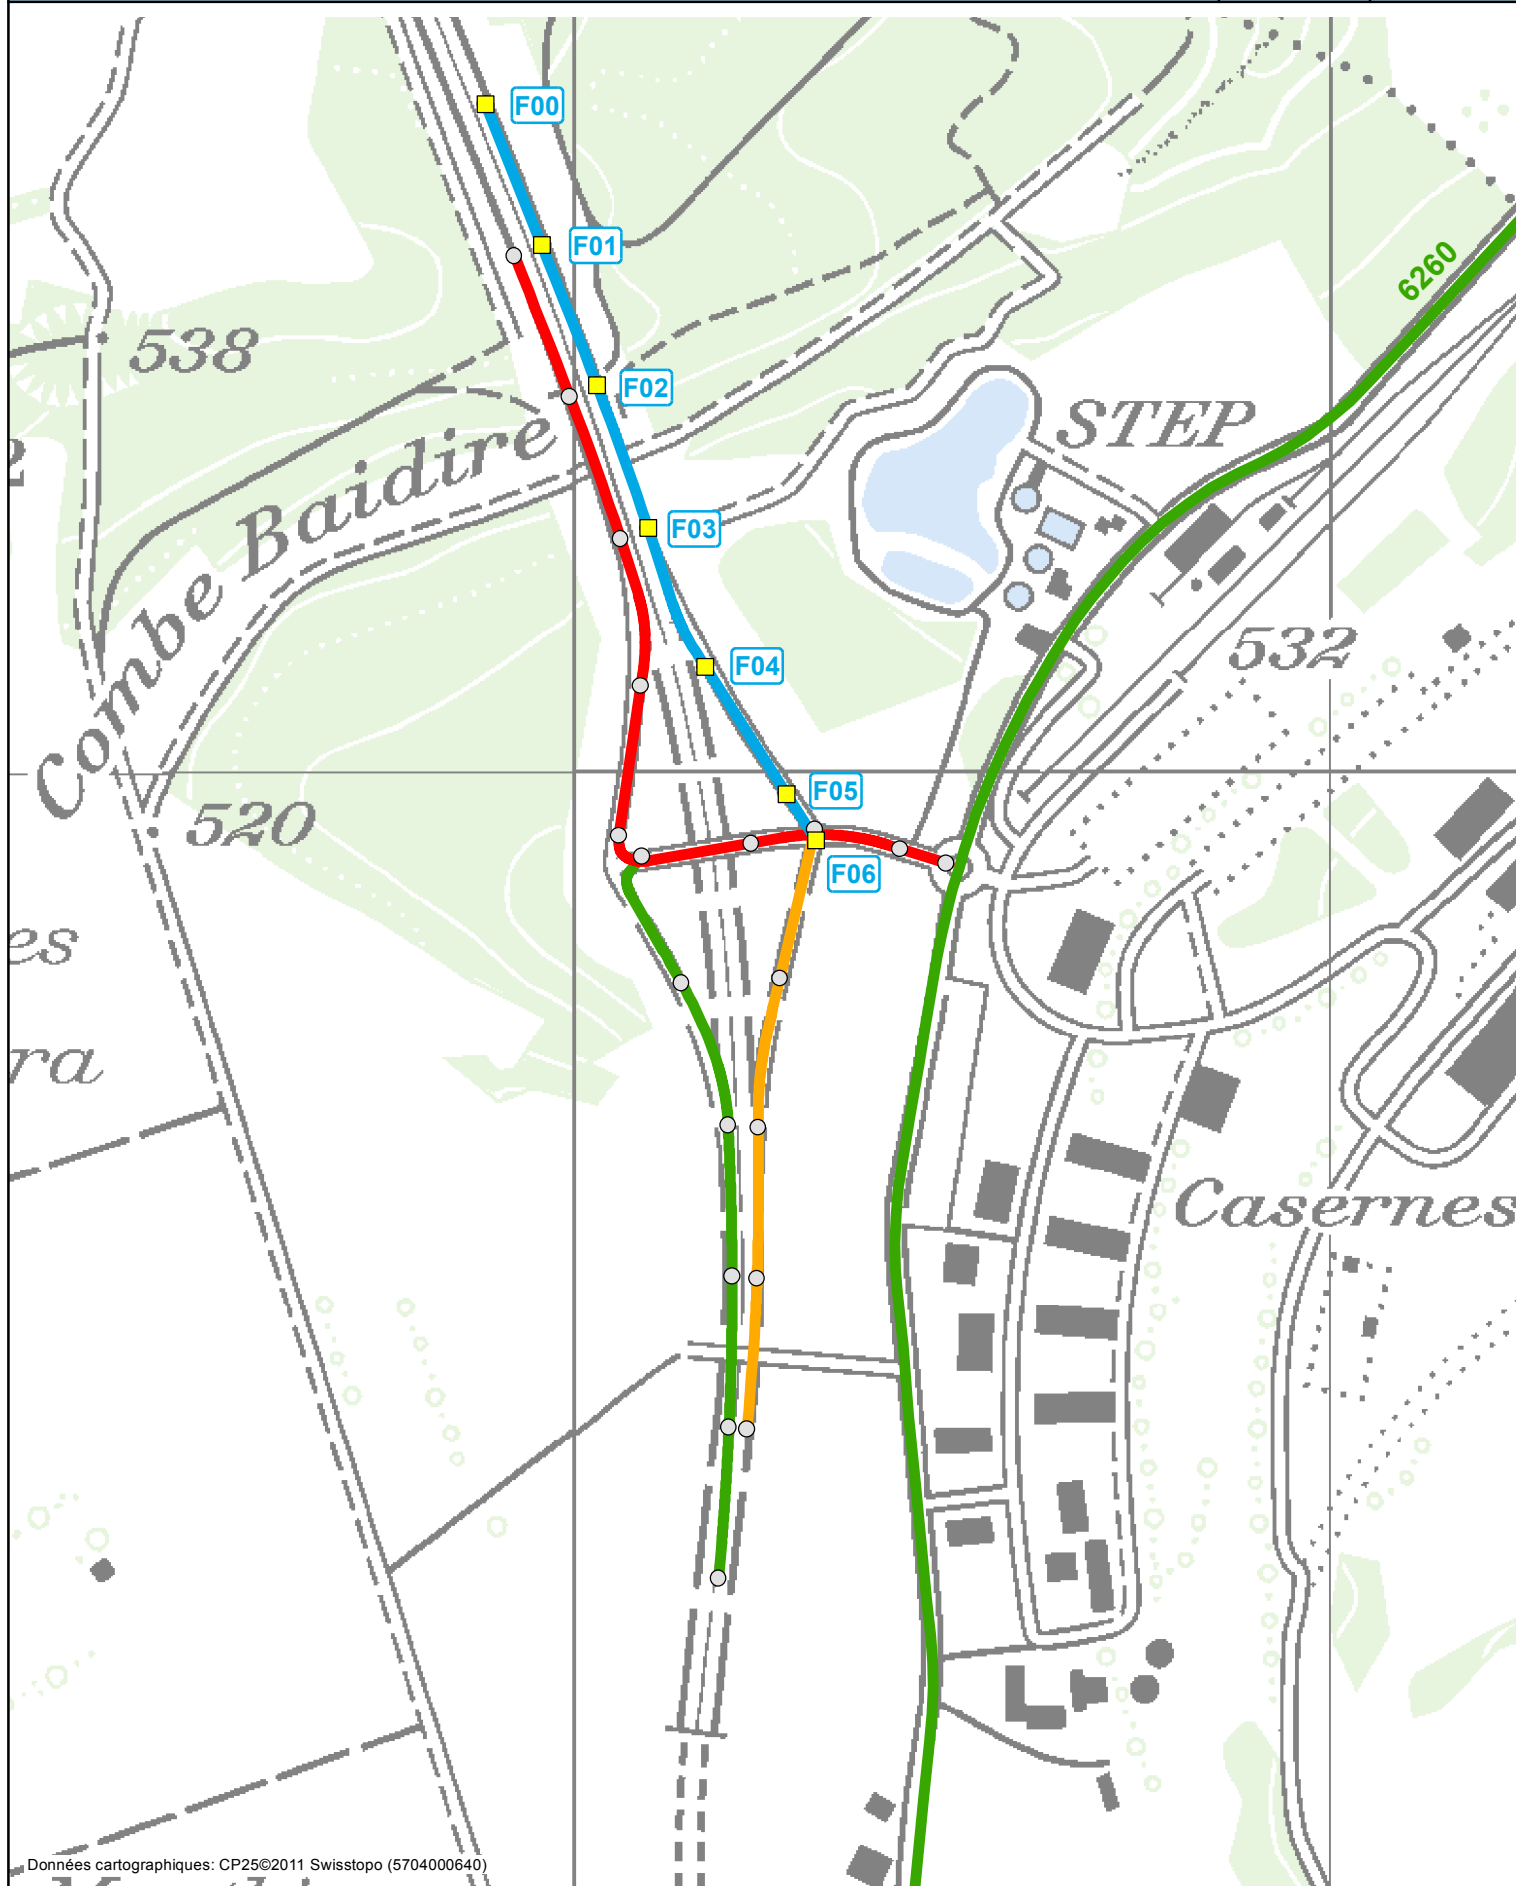 F00
F01
6260
538
F02
STEP
Combe Baidire
F03
532
F04
F05
520
F06
es
ra
Casernes
Données cartographiques: CP25©2011 Swisstopo (5704000640)